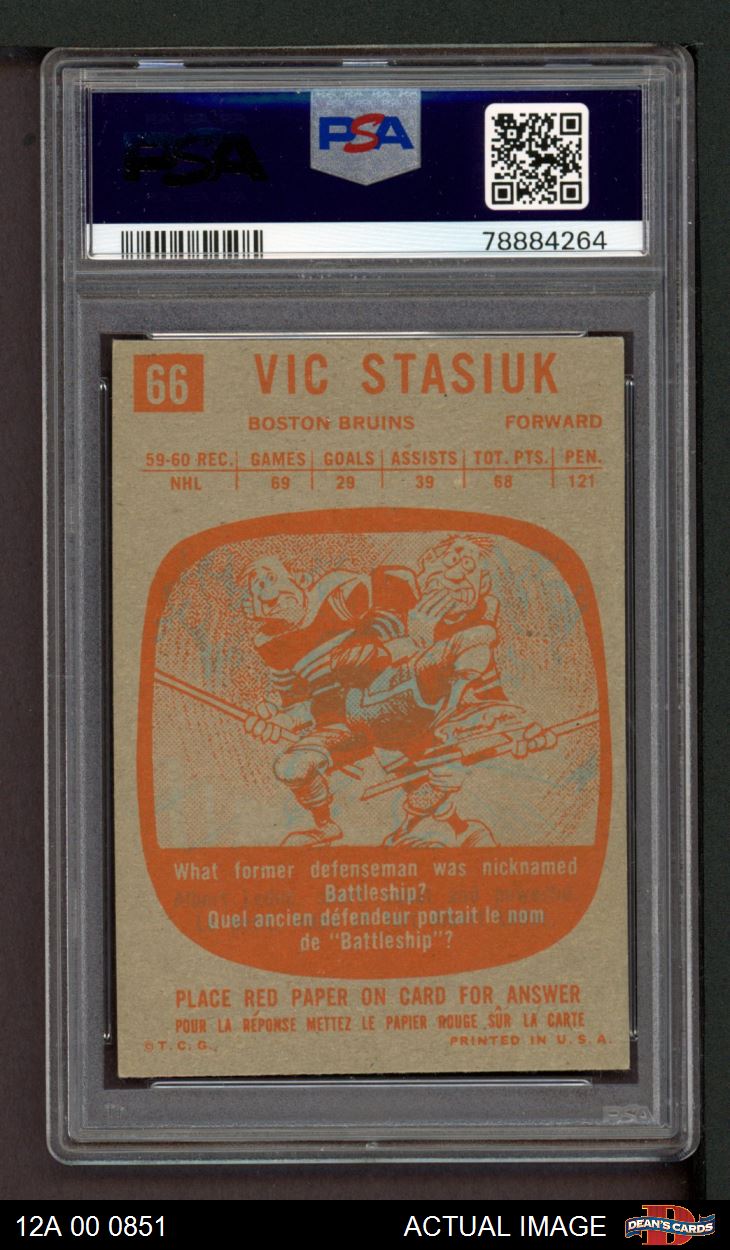 PSA
PSA
78884264
66 VIC STASIUK
BOSTON BRUINS FORWARD
59-60 REC. GAMES GOALS ASSISTS TOT. PTS. PEN.
NHL 69 29 39 68 121
What former defenseman was nicknamed
Battleship?
Quel ancien défendeur portait le nom
de "Battleship"?
PLACE RED PAPER ON CARD FOR ANSWER
POUR LA RÉPONSE METTEZ LE PAPIER ROUGE SÛR LA CARTE
© T. C. G. PRINTED IN U. S. A.
PSA
12A 00 0851 ACTUAL IMAGE DEAN'S CARDS